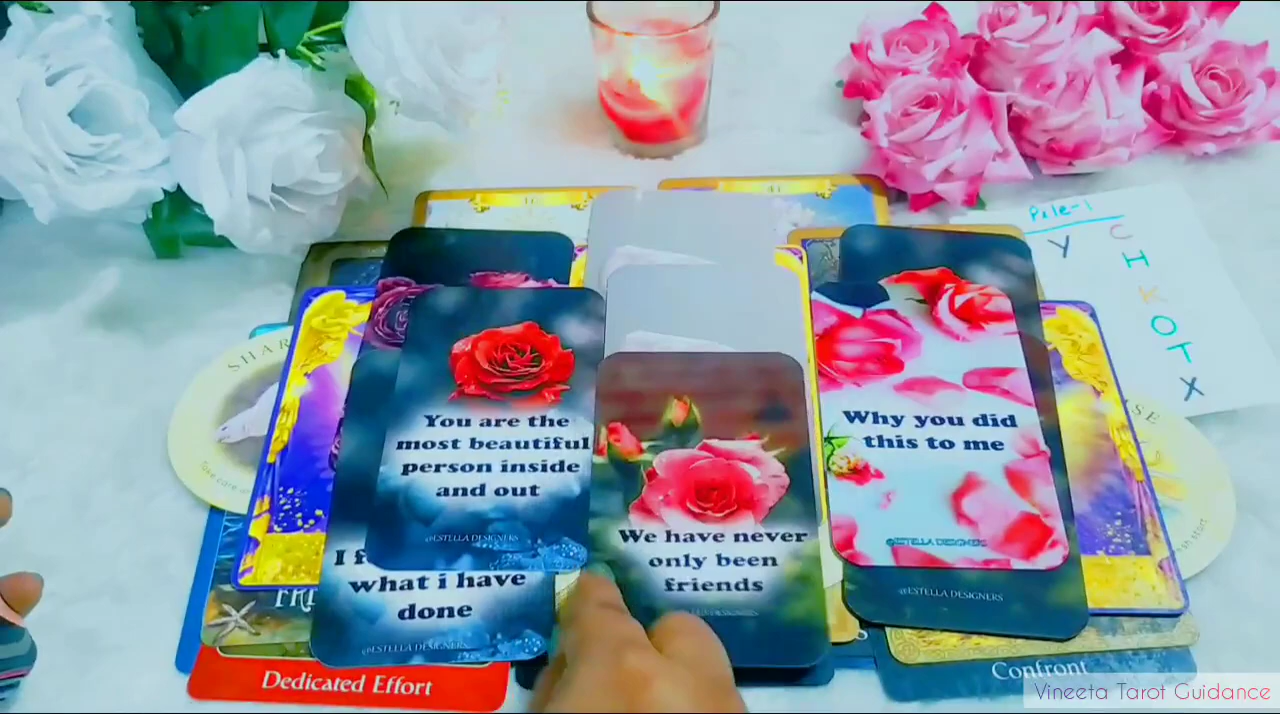 10
Pile-1
Y
C
H
K
O
T
X
SHAR
You are the
most beautiful
person inside
and out
@ESTELLA DESIGNERS
Why you did
this to me
@ESTELLA DESIGNERS
We have never
only been
friends
what i have
done
@ESTELLA DESIGNERS
@ESTELLA DESIGNERS
Dedicated Effort
Confront
Vineeta Tarot Guidance